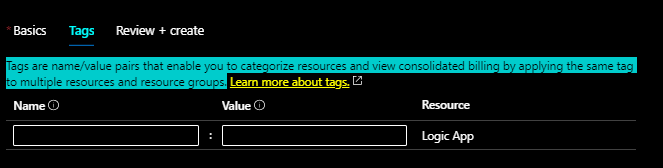 * Basics Tags Review + create
Tags are name/value pairs that enable you to categorize resources and view consolidated billing by applying the same tag
to multiple resources and resource groups. Learn more about tags.
Name Value Resource
: Logic App